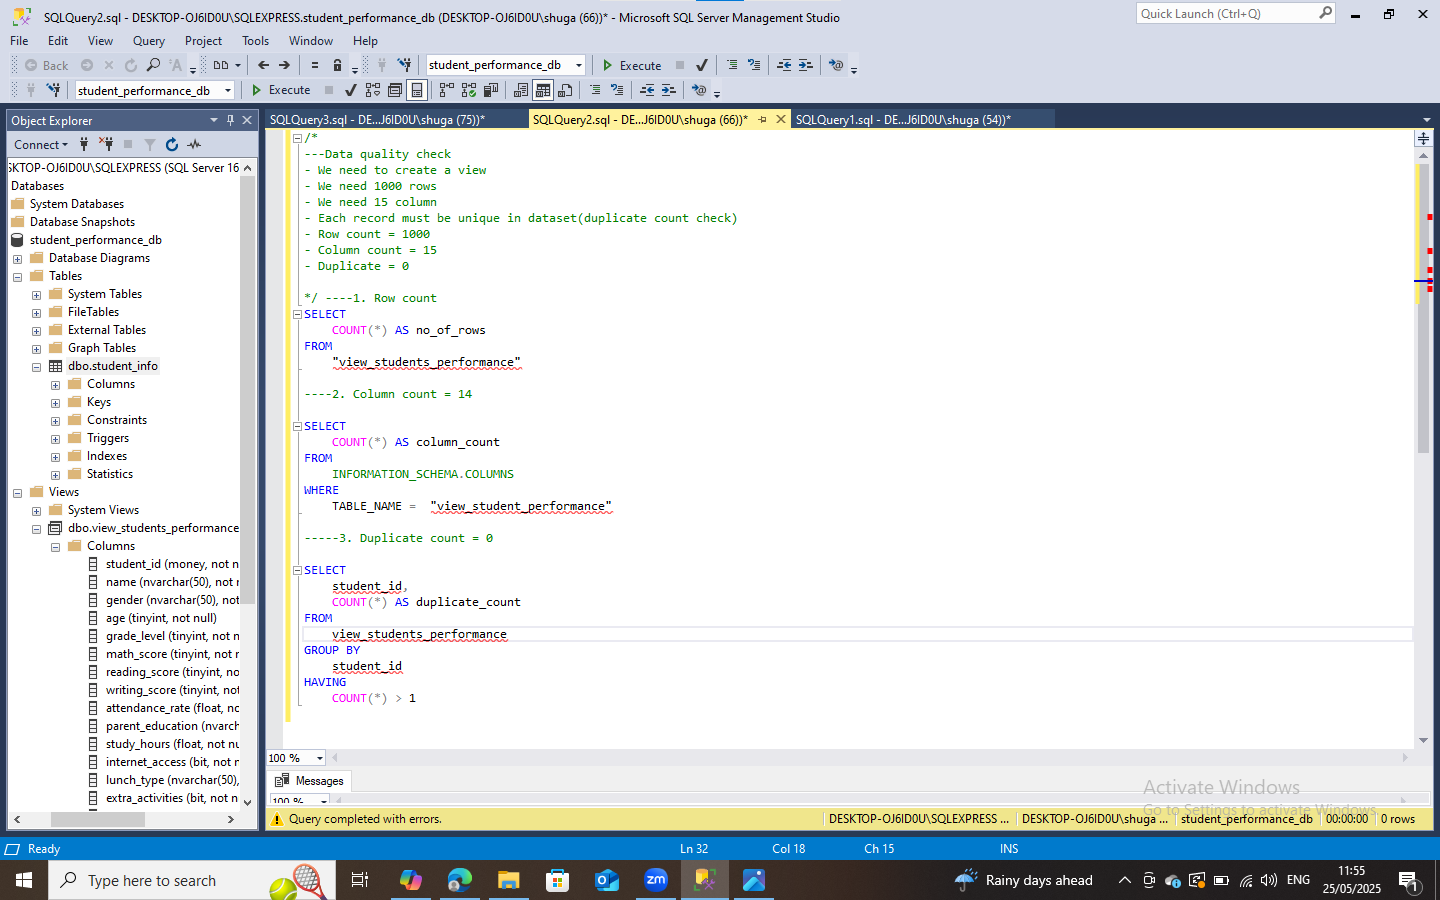 SQLQuery2.sql - DESKTOP-OJ6ID0U\SQLEXPRESS.student_performance_db (DESKTOP-OJ6ID0U\shuga (66))* - Microsoft SQL Server Management Studio
Quick Launch (Ctrl+Q)
File Edit View Query Project Tools Window Help
Back student_performance_db Execute
student_performance_db Execute
Object Explorer
SQLQuery3.sql - DE...J6ID0U\shuga (75))*
SQLQuery2.sql - DE...J6ID0U\shuga (66))*
SQLQuery1.sql - DE...J6ID0U\shuga (54))*
Connect
SKTOP-OJ6ID0U\SQLEXPRESS (SQL Server 16
Databases
System Databases
Database Snapshots
student_performance_db
Database Diagrams
Tables
System Tables
FileTables
External Tables
Graph Tables
dbo.student_info
Columns
Keys
Constraints
Triggers
Indexes
Statistics
Views
System Views
dbo.view_students_performance
Columns
student_id (money, not n
name (nvarchar(50), not r
gender (nvarchar(50), not
age (tinyint, not null)
grade_level (tinyint, not n
math_score (tinyint, not r
reading_score (tinyint, no
writing_score (tinyint, not
attendance_rate (float, nc
parent_education (nvarch
study_hours (float, not nu
internet_access (bit, not n
lunch_type (nvarchar(50),
extra_activities (bit, not n
/*
---Data quality check
- We need to create a view
- We need 1000 rows
- We need 15 column
- Each record must be unique in dataset(duplicate count check)
- Row count = 1000
- Column count = 15
- Duplicate = 0
*/ ----1. Row count
SELECT
COUNT(*) AS no_of_rows
FROM
"view_students_performance"
----2. Column count = 14
SELECT
COUNT(*) AS column_count
FROM
INFORMATION_SCHEMA.COLUMNS
WHERE
TABLE_NAME = "view_student_performance"
-----3. Duplicate count = 0
SELECT
student_id,
COUNT(*) AS duplicate_count
FROM
view_students_performance
GROUP BY
student_id
HAVING
COUNT(*) > 1
100 %
Messages
100 %
Activate Windows
Go to Settings to activate Windows.
Query completed with errors.
DESKTOP-OJ6ID0U\SQLEXPRESS ... DESKTOP-OJ6ID0U\shuga ... student_performance_db 00:00:00 0 rows
Ready Ln 32 Col 18 Ch 15 INS
Type here to search
zm
Rainy days ahead
ENG
11:55
25/05/2025
1